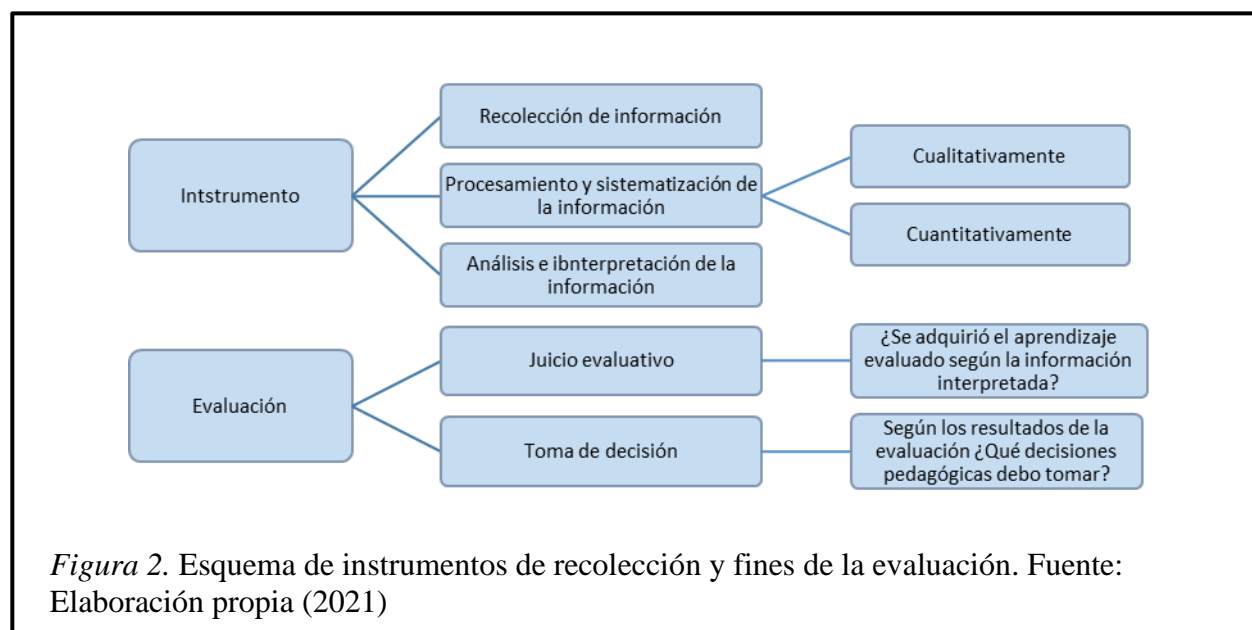 Intstrumento
Recolección de información
Procesamiento y sistematización de
la información
Análisis e ibnterpretación de la
información
Cualitativamente
Cuantitativamente
Evaluación
Juicio evaluativo
¿Se adquirió el aprendizaje
evaluado según la información
interpretada?
Toma de decisión
Según los resultados de la
evaluación ¿Qué decisiones
pedagógicas debo tomar?
Figura 2. Esquema de instrumentos de recolección y fines de la evaluación. Fuente:
Elaboración propia (2021)